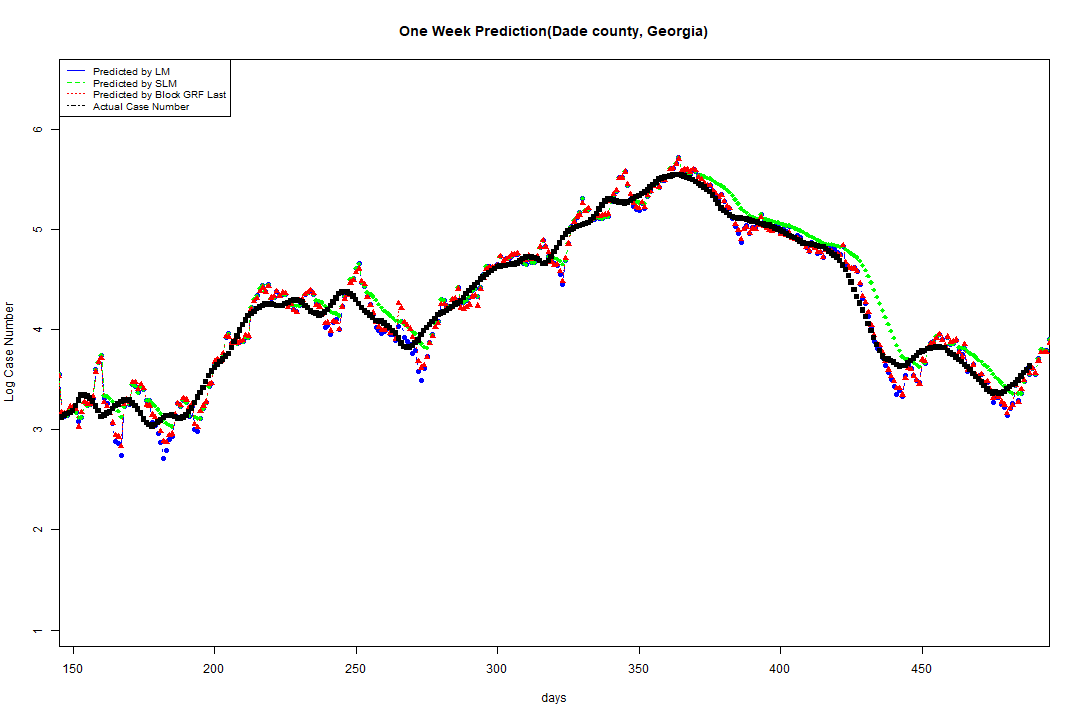 One Week Prediction(Dade county, Georgia)
Predicted by LM
Predicted by SLM
Predicted by Block GRF Last
Actual Case Number
6
5
4
3
2
1
Log Case Number
150 200 250 300 350 400 450
days